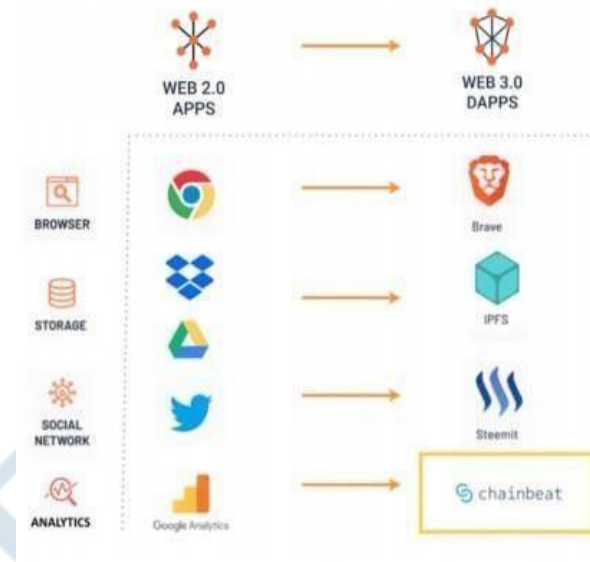 WEB 2.0
APPS
WEB 3.0
DAPPS
BROWSER
Brave
STORAGE
IPFS
SOCIAL
NETWORK
Steemit
ANALYTICS
Google Analytics
chainbeat